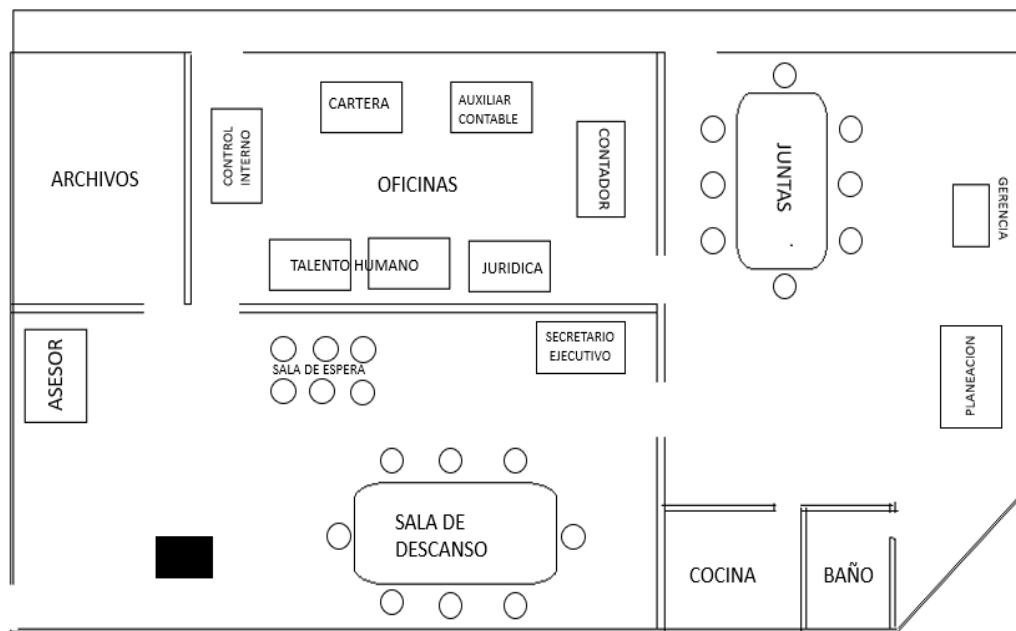 CARTERA
AUXILIAR
CONTABLE
CONTROL
INTERNO
CONTADOR
ARCHIVOS
OFICINAS
JUNTAS
GERENCIA
TALENTO HUMANO
JURIDICA
ASESOR
SECRETARIO
EJECUTIVO
SALA DE ESPERA
PLANEACION
SALA DE
DESCANSO
COCINA
BAÑO